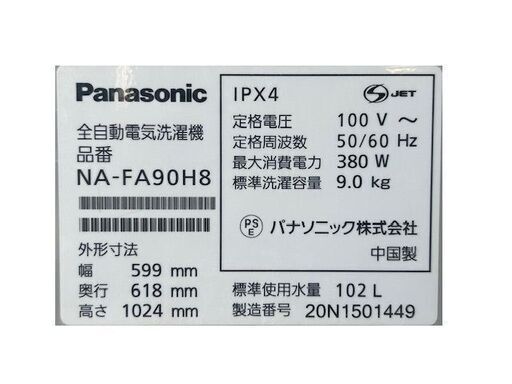 Panasonic
全自動電気洗濯機
品番
NA-FA90H8
外形寸法
幅 599 mm
奥行 618 mm
高さ 1024 mm
IPX4
S JET
定格電圧 100 V ～
定格周波数 50/60 Hz
最大消費電力 380 W
標準洗濯容量 9.0 kg
PSE パナソニック株式会社
中国製
標準使用水量 102 L
製造番号 20N1501449